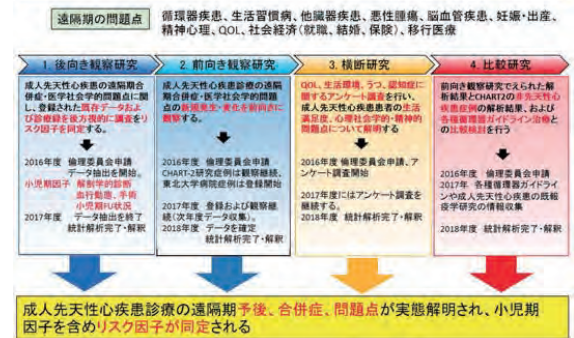 遠隔期の問題点
循環器疾患、生活習慣病、他臓器疾患、悪性腫瘍、脳血管疾患、妊娠・出産、
精神心理、QOL、社会経済(就職、結婚、保険)、移行医療
1. 後向き観察研究
成人先天性心疾患の遠隔期合
併症・医学社会学的問題点に関
し、登録された既存データおよ
び診療録を後方視的に調査をリ
スク因子を同定する。
2016年度 倫理委員会申請
データ抽出を開始。
小児期因子 解剖学的診断
血行動態、手術
小児期FU状況
2017年度 データ抽出を終了
統計解析完了・解釈
2. 前向き観察研究
成人先天性心疾患診療の遠隔期
合併症・医学社会学的問題
点の新規発生・変化を前向きに
観察する。
2016年度 倫理委員会申請
CHART-2研究症例は観察継続、
東北大学病院症例は登録開始
2017年度 登録および観察継
続(次年度データ収集)。
2018年度 データを確定
統計解析完了・解釈
3. 横断研究
QOL、生活環境、うつ、認知症に
関するアンケート調査を行い、
成人先天性心疾患患者の生活
満足度、心理社会学的・精神的
問題点について解明する
2016年度 倫理委員会申請、ア
ンケート調査開始
2017年度にはアンケート調査を
継続する。
2018年度 統計解析完了・解釈
4. 比較研究
前向き観察研究でえられた解
析結果とCHART2の非先天性心
疾患症例の解析結果、および
各種循環器ガイドライン治療と
の比較検討を行う
2016年度 倫理委員会申請
2017年 各種循環器ガイドライ
ンや成人先天性心疾患の既報
疫学研究の情報収集
2018年度 統計解析完了・解釈
成人先天性心疾患診療の遠隔期予後、合併症、問題点が実態解明され、小児期
因子を含めリスク因子が同定される